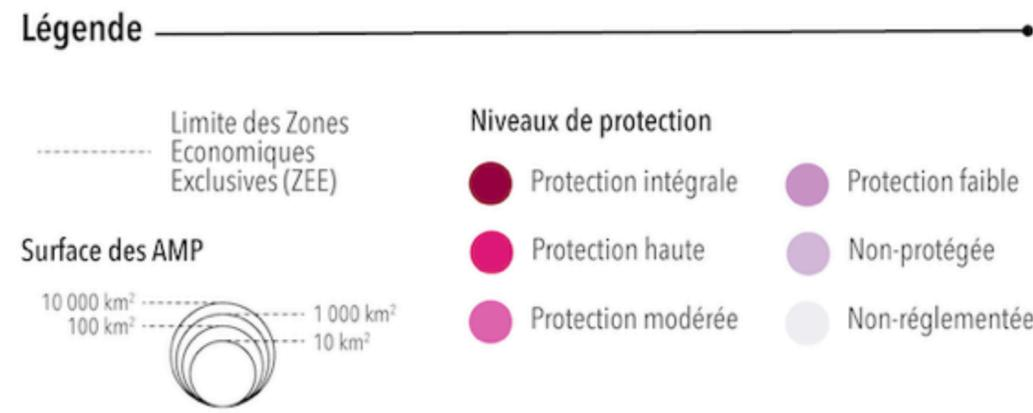 Légende
Limite des Zones
Economiques
Exclusives (ZEE)
Surface des AMP
10 000 km²
1 000 km²
100 km²
10 km²
Niveaux de protection
Protection intégrale
Protection haute
Protection modérée
Protection faible
Non-protégée
Non-réglementée